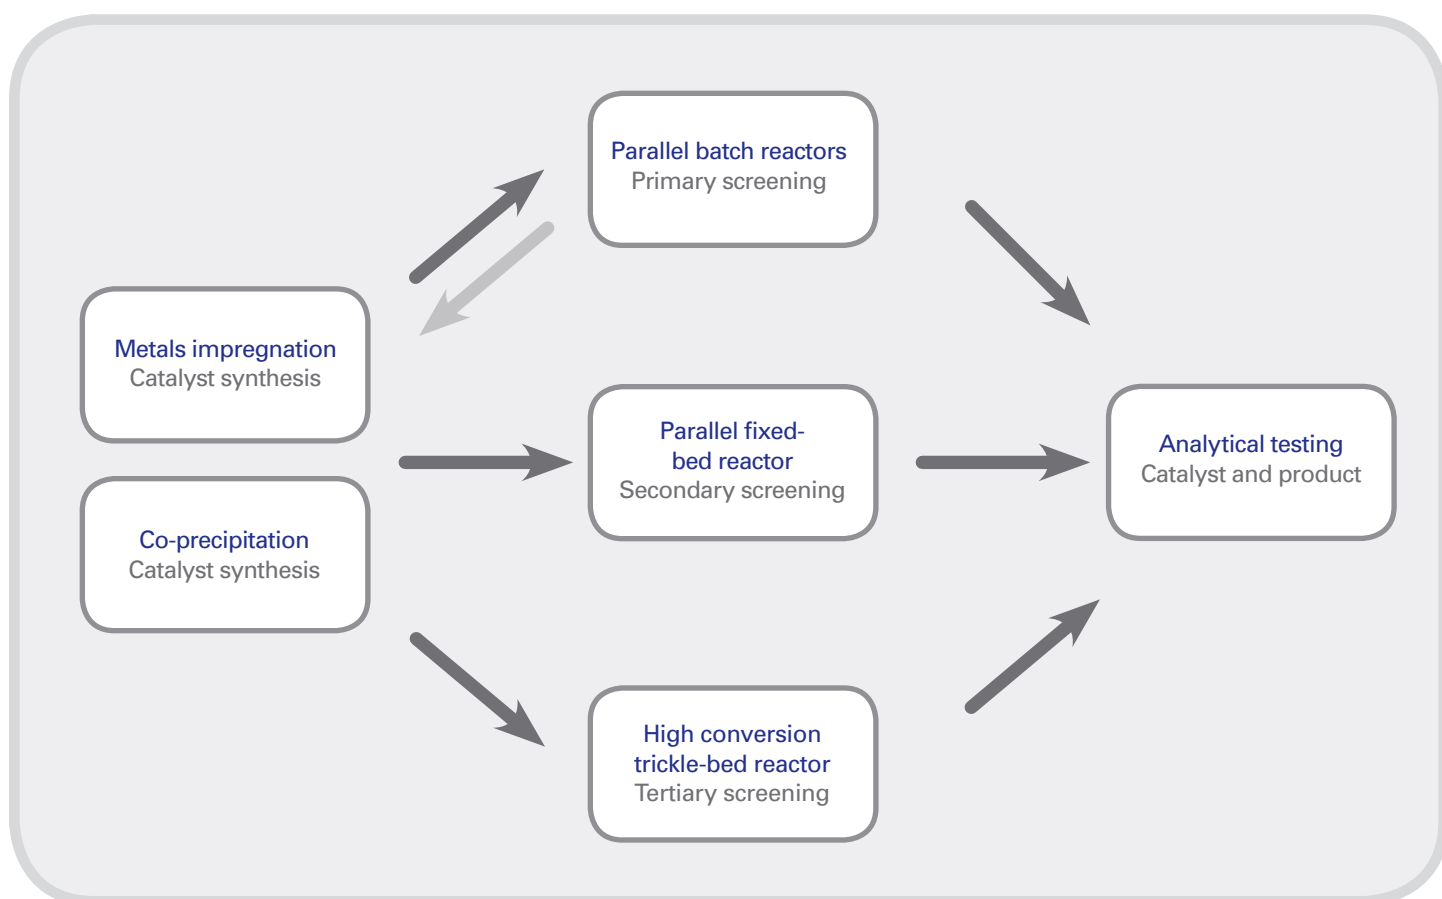 Parallel batch reactors
Primary screening
Metals impregnation
Catalyst synthesis
Co-precipitation
Catalyst synthesis
Parallel fixed-
bed reactor
Secondary screening
High conversion
trickle-bed reactor
Tertiary screening
Analytical testing
Catalyst and product